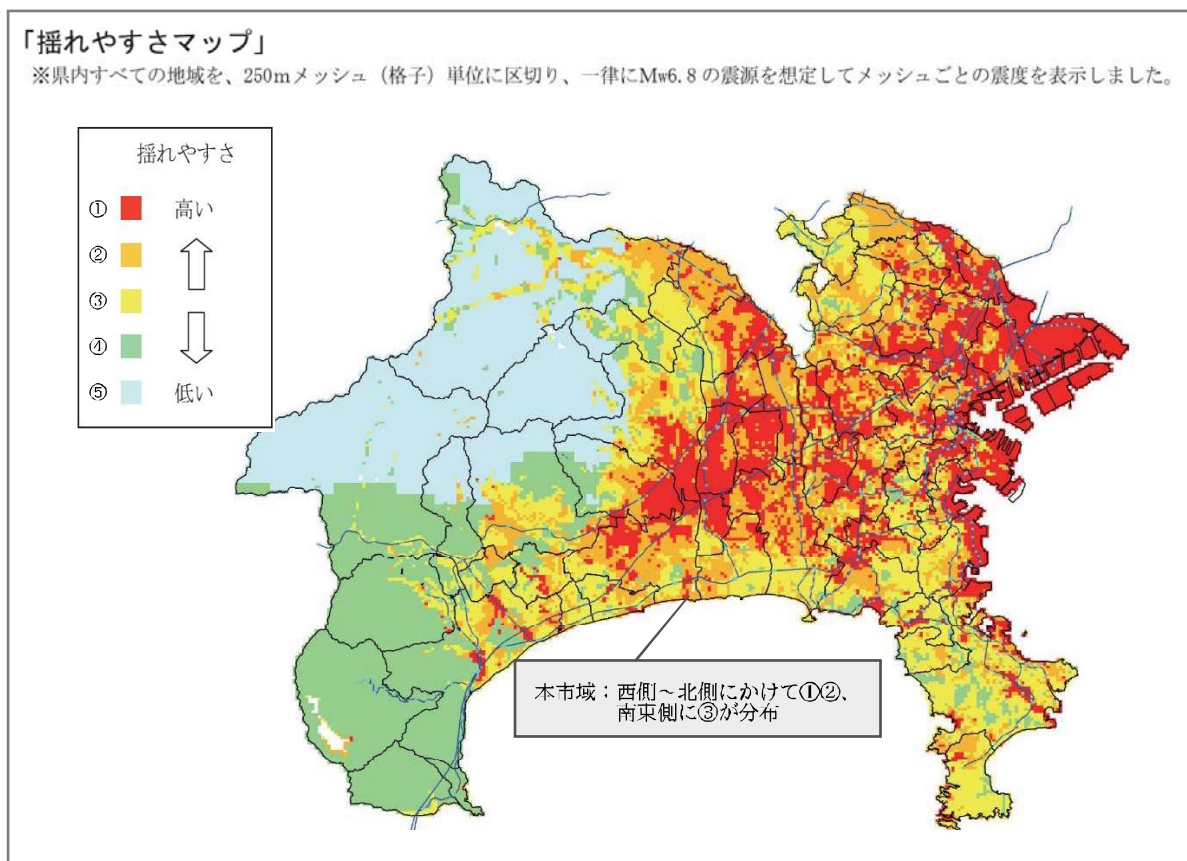 「揺れやすさマップ」
※県内すべての地域を、250mメッシュ（格子）単位に区切り、一律にMw6.8の震源を想定してメッシュごとの震度を表示しました。
揺れやすさ
① 高い
②
③
④
⑤ 低い
本市域：西側～北側にかけて①②、
南東側に③が分布